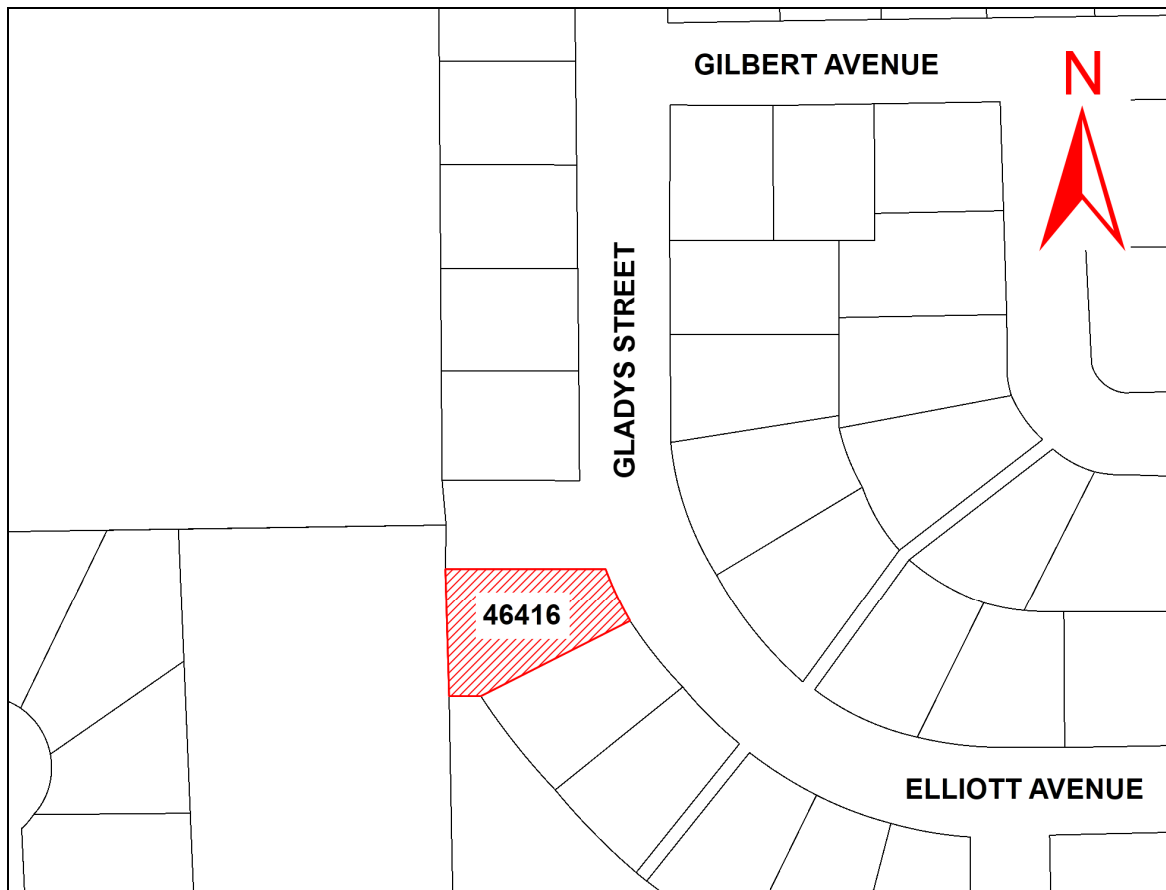 GILBERT AVENUE
N
GLADYS STREET
46416
ELLIOTT AVENUE